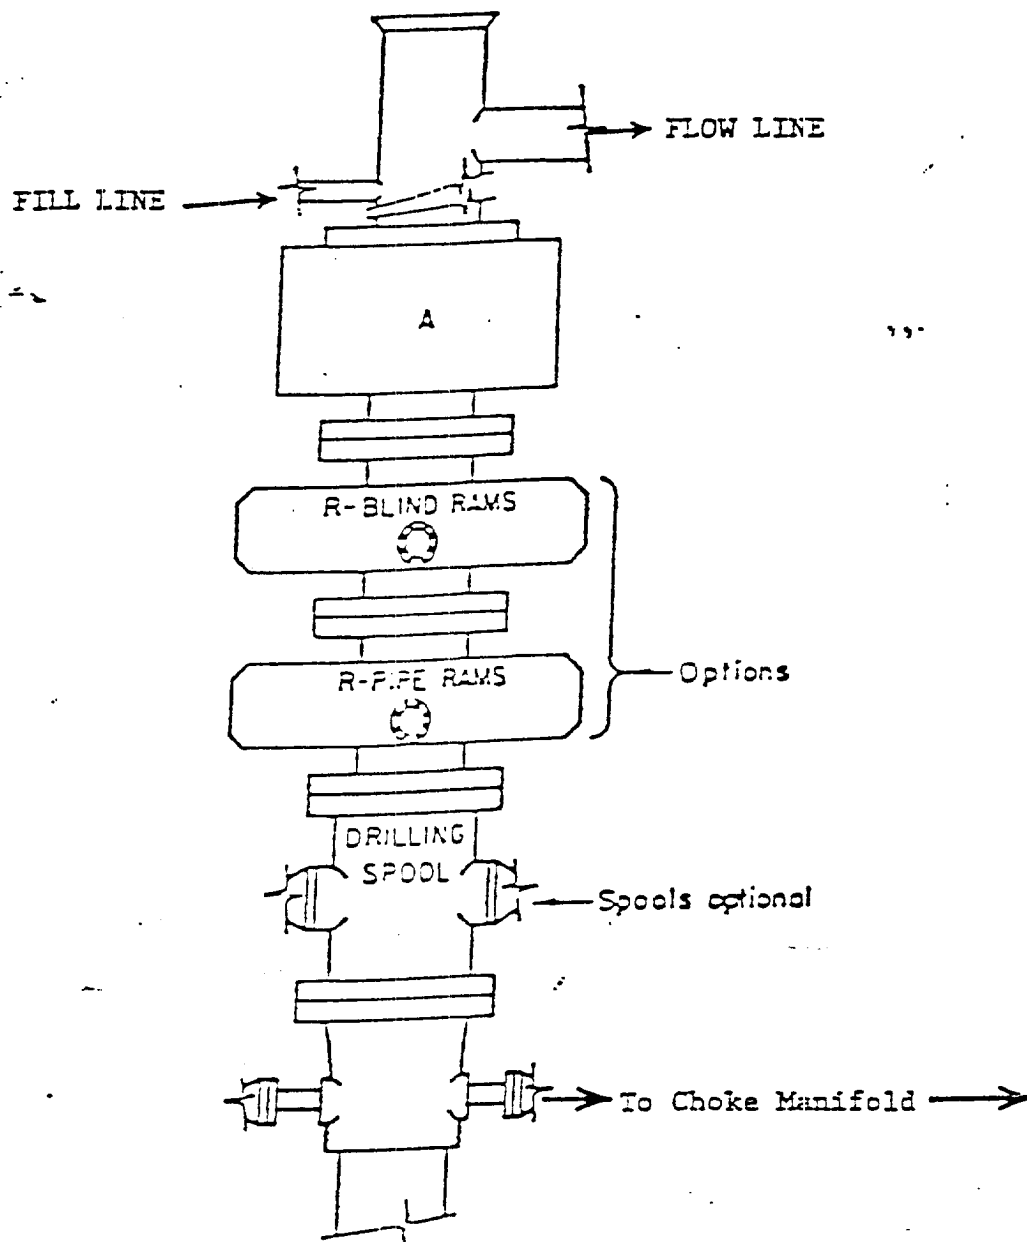 FLOW LINE
FILL LINE
A
R-BLIND RAMS
R-PIPE RAMS
Options
DRILLING
SPOOL
Spools optional
To Choke Manifold